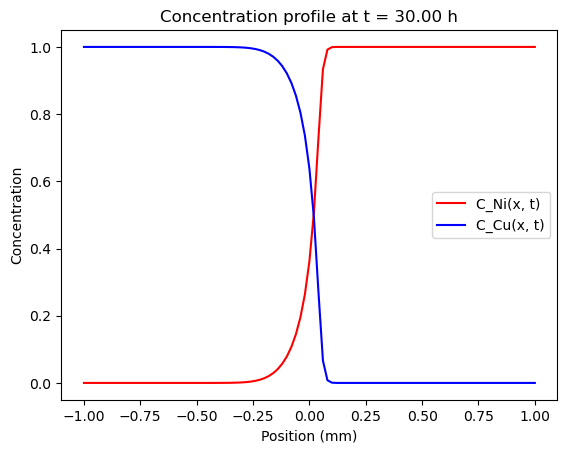 Concentration profile at t = 30.00 h
Concentration
1.0
0.8
0.6
0.4
0.2
0.0
C_Ni(x, t)
C_Cu(x, t)
−1.00 −0.75 −0.50 −0.25 0.00 0.25 0.50 0.75 1.00
Position (mm)